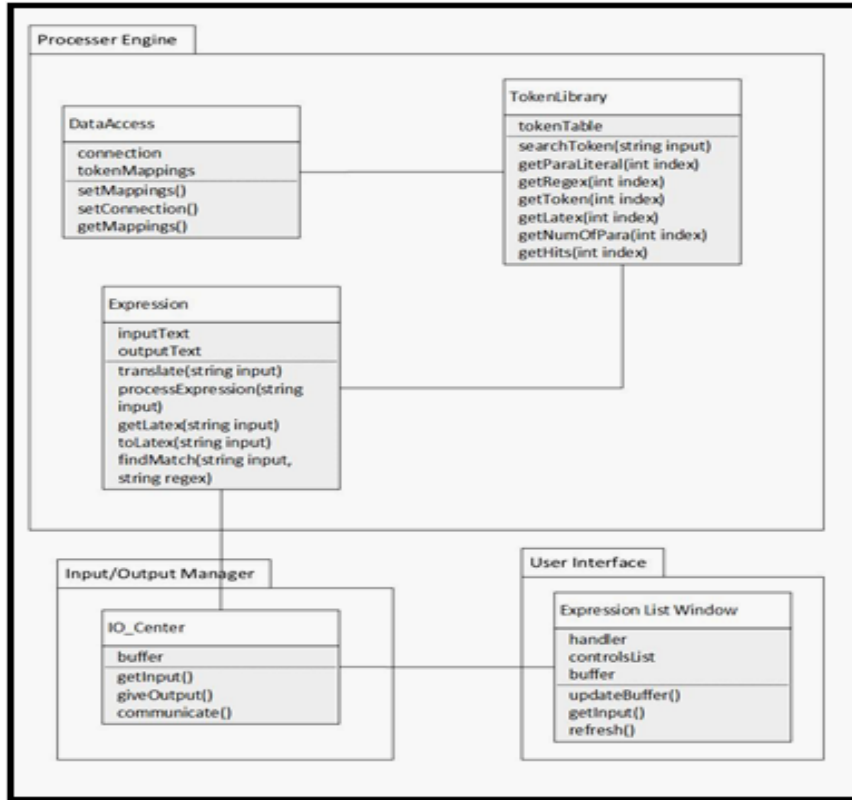 Processer Engine
DataAccess
connection
tokenMappings
setMappings()
setConnection()
getMappings()
TokenLibrary
tokenTable
searchToken(string input)
getParaLiteral(int index)
getRegex(int index)
getToken(int index)
getLatex(int index)
getNumOfPara(int index)
getHits(int index)
Expression
inputText
outputText
translate(string input)
processExpression(string
input)
getLatex(string input)
toLatex(string input)
findMatch(string input,
string regex)
Input/Output Manager
IO_Center
buffer
getInput()
giveOutput()
communicate()
User Interface
Expression List Window
handler
controlsList
buffer
updateBuffer()
getInput()
refresh()